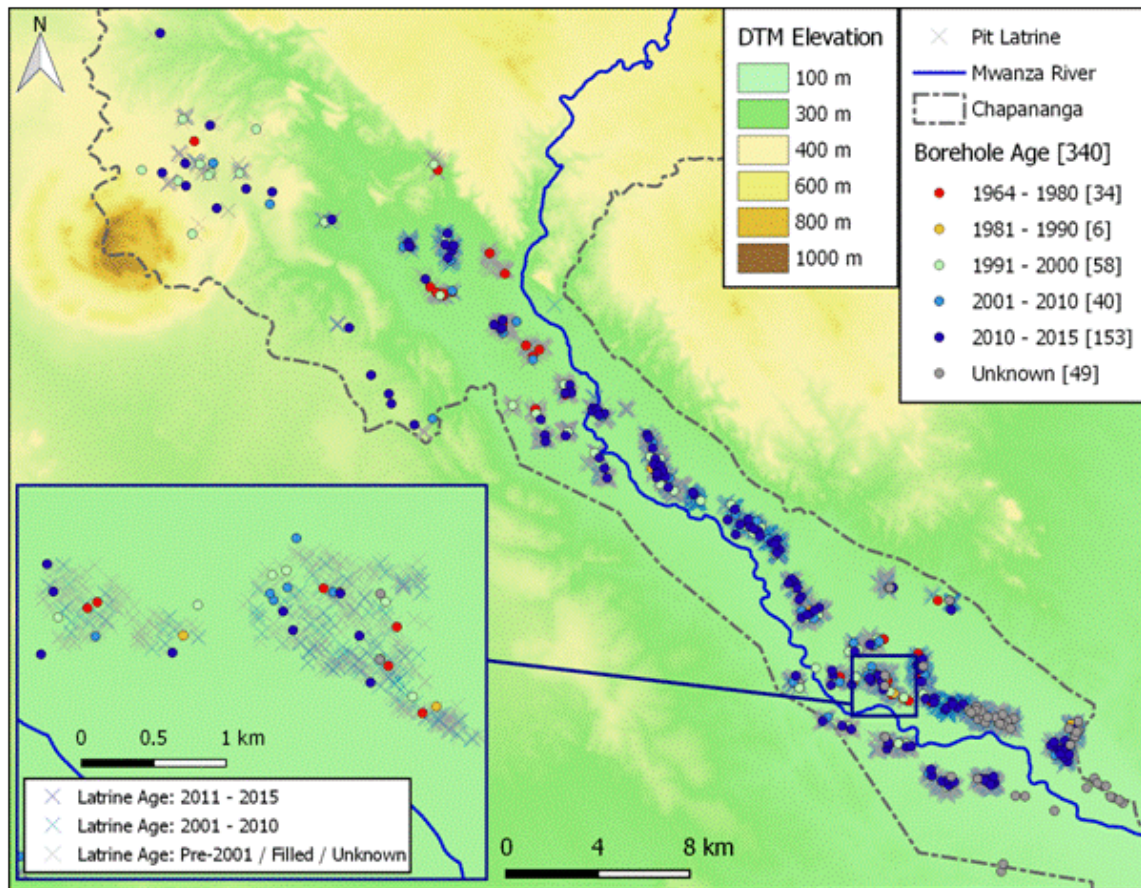 N
DTM Elevation
100 m
300 m
400 m
600 m
800 m
1000 m
Pit Latrine
Mwanza River
Chapananga
Borehole Age [340]
1964 - 1980 [34]
1981 - 1990 [6]
1991 - 2000 [58]
2001 - 2010 [40]
2010 - 2015 [153]
Unknown [49]
0 0.5 1 km
Latrine Age: 2011 - 2015
Latrine Age: 2001 - 2010
Latrine Age: Pre-2001 / Filled / Unknown
0 4 8 km